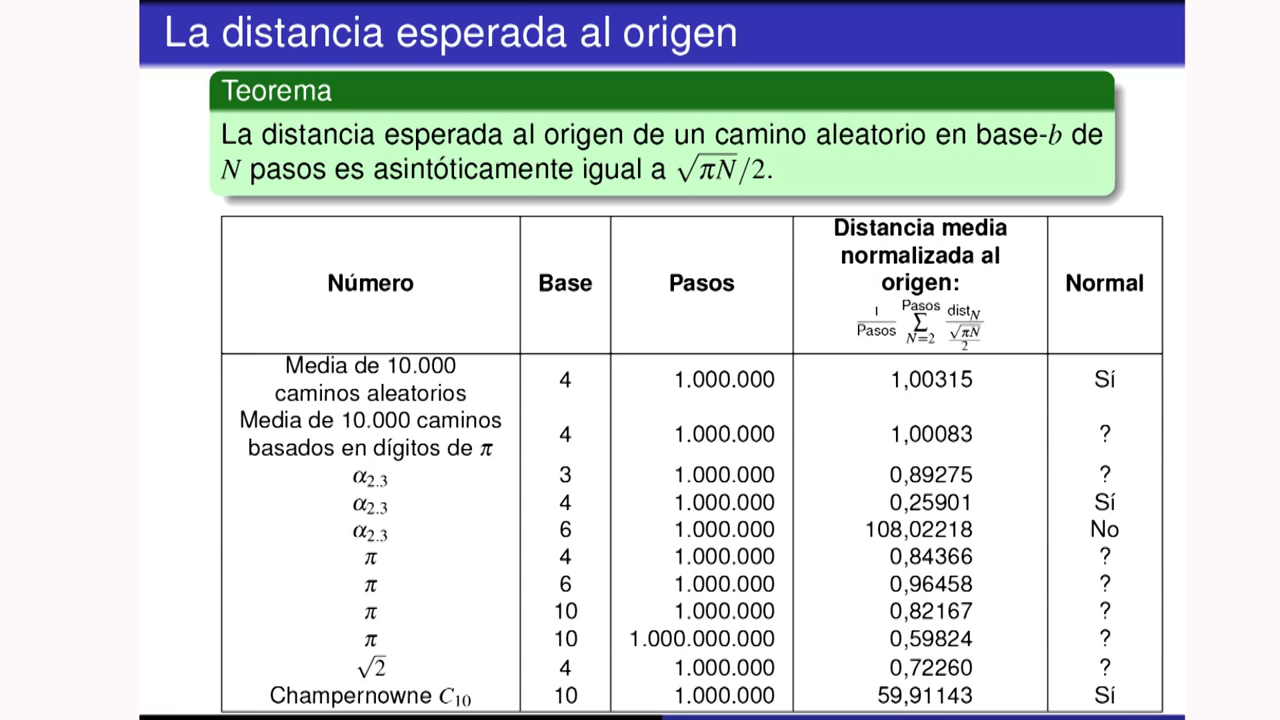 La distancia esperada al origen
Teorema
La distancia esperada al origen de un camino aleatorio en base-b de
N pasos es asintóticamente igual a √πN/2.
Número Base Pasos Distancia media normalizada al origen: 1/Pasos ∑_{N=2}^{Pasos} dist_N/(√πN/2) Normal
Media de 10.000 caminos aleatorios 4 1.000.000 1,00315 Sí
Media de 10.000 caminos basados en dígitos de π 4 1.000.000 1,00083 ?
α₂.₃ 3 1.000.000 0,89275 ?
α₂.₃ 4 1.000.000 0,25901 Sí
α₂.₃ 6 1.000.000 108,02218 No
π 4 1.000.000 0,84366 ?
π 6 1.000.000 0,96458 ?
π 10 1.000.000 0,82167 ?
π 10 1.000.000.000 0,59824 ?
√2 4 1.000.000 0,72260 ?
Champernowne C₁₀ 10 1.000.000 59,91143 Sí